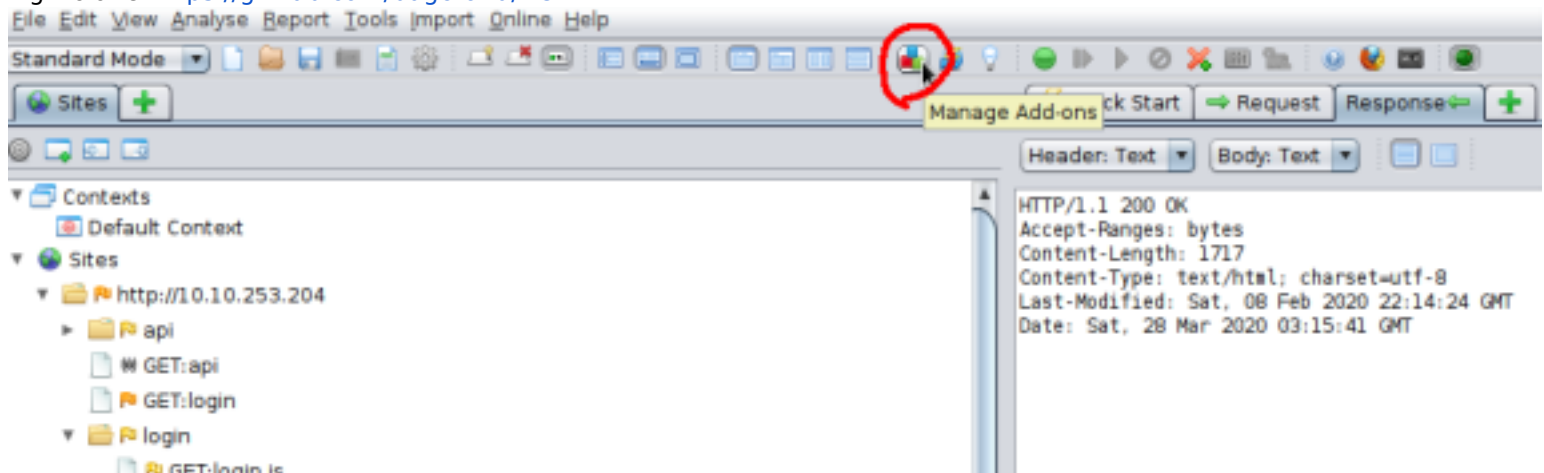 File Edit View Analyse Report Tools Import Online Help
Standard Mode
Sites
Manage Add-ons
Start
Request
Response
Header: Text
Body: Text
Contexts
Default Context
Sites
http://10.10.253.204
api
GET:api
GET:login
login
GET:login.js
HTTP/1.1 200 OK
Accept-Ranges: bytes
Content-Length: 1717
Content-Type: text/html; charset=utf-8
Last-Modified: Sat, 08 Feb 2020 22:14:24 GMT
Date: Sat, 28 Mar 2020 03:15:41 GMT